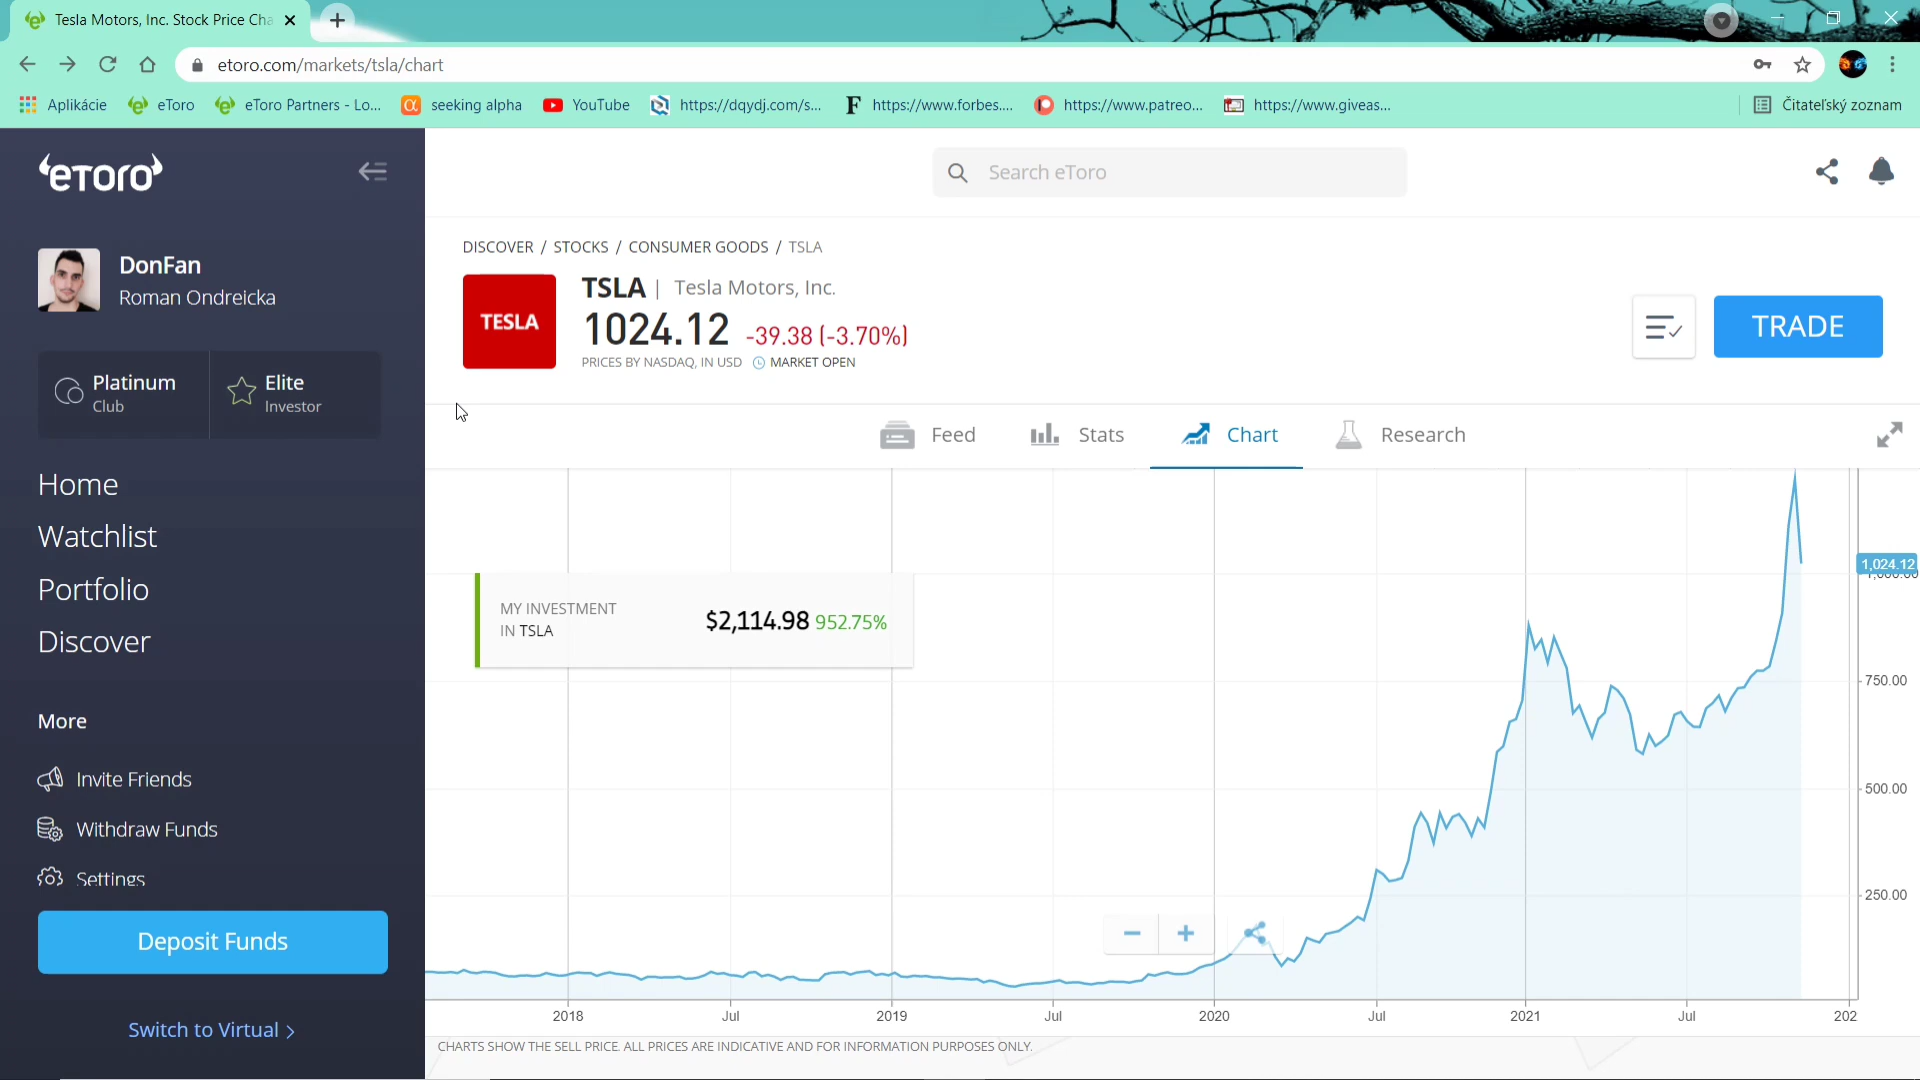 Tesla Motors, Inc. Stock Price Cha
etoro.com/markets/tsla/chart
Aplikácie
eToro
eToro Partners - Lo...
seeking alpha
YouTube
https://dqydj.com/s...
F
https://www.forbes....
https://www.patreo...
https://www.giveas...
Čitateľský zoznam
eToro
Search eToro
DonFan
Roman Ondreicka
DISCOVER / STOCKS / CONSUMER GOODS / TSLA
TESLA
TSLA | Tesla Motors, Inc.
1024.12 -39.38 (-3.70%)
PRICES BY NASDAQ, IN USD MARKET OPEN
TRADE
Platinum
Club
Elite
Investor
Feed
Stats
Chart
Research
Home
Watchlist
Portfolio
Discover
More
Invite Friends
Withdraw Funds
Settings
Deposit Funds
Switch to Virtual >
MY INVESTMENT
IN TSLA
$2,114.98 952.75%
1,024.12
1,000.00
750.00
500.00
250.00
2018
Jul
2019
Jul
2020
Jul
2021
Jul
202
CHARTS SHOW THE SELL PRICE. ALL PRICES ARE INDICATIVE AND FOR INFORMATION PURPOSES ONLY.